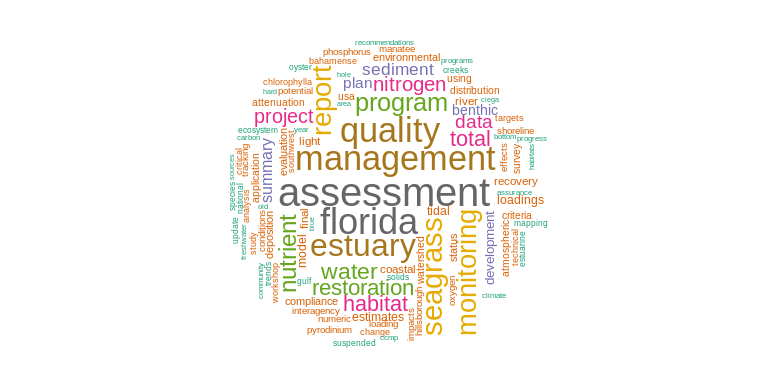 recommendations
phosphorus manatee
bahamense environmental
oyster sediment programs
hole creeks
chlorophylla plan nitrogen using
hard potential usa distribution
attenuation area program river ciega
report benthic
project quality data targets
ecosystem year total shoreline
carbon light bottom progress
evaluation southwest management effects survey habitats
critical tracking summary
sources application recovery
species national assessment assurance
analysis old loadings
update conditions final florida tidal criteria
freshwater study deposition blue development atmospheric mapping
nutrient model estuary seagrass monitoring technical estuarine
watershed status
community trends workshop water coastal
gulf solids oxygen
restoration climate
compliance habitat hillsborough
interagency estimates
numeric loading impacts
pyrodinium change
suspended ccmp